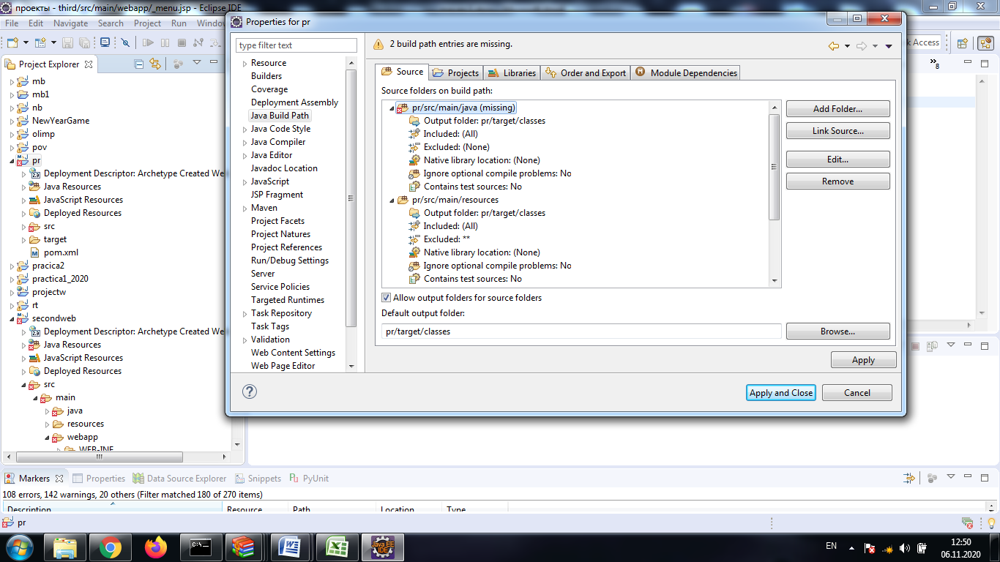 проекты - third/src/main/webapp/_menu.jsp - Eclipse IDE
File Edit Navigate Search Project Run
Access
Project Explorer
8
mb
mb1
nb
NewYearGame
olimp
pov
pr
Deployment Descriptor: Archetype Created We
Java Resources
JavaScript Resources
Deployed Resources
src
target
pom.xml
pracica2
practica1_2020
projectw
rt
secondweb
Deployment Descriptor: Archetype Created We
Java Resources
JavaScript Resources
Deployed Resources
src
main
java
resources
webapp
WEB-INF
Properties for pr
type filter text
Resource
Builders
Coverage
Deployment Assembly
Java Build Path
Java Code Style
Java Compiler
Java Editor
Javadoc Location
JavaScript
JSP Fragment
Maven
Project Facets
Project Natures
Project References
Run/Debug Settings
Server
Service Policies
Targeted Runtimes
Task Repository
Task Tags
Validation
Web Content Settings
Web Page Editor
2 build path entries are missing.
Source Projects Libraries Order and Export Module Dependencies
Source folders on build path:
pr/src/main/java (missing)
Output folder: pr/target/classes
Included: (All)
Excluded: (None)
Native library location: (None)
Ignore optional compile problems: No
Contains test sources: No
pr/src/main/resources
Output folder: pr/target/classes
Included: (All)
Excluded: **
Native library location: (None)
Ignore optional compile problems: No
Contains test sources: No
Add Folder...
Link Source...
Edit...
Remove
Allow output folders for source folders
Default output folder:
pr/target/classes
Browse...
Apply
Apply and Close
Cancel
Markers Properties Data Source Explorer Snippets PyUnit
108 errors, 142 warnings, 20 others (Filter matched 180 of 270 items)
Description Resource Path Location Type
pr
Java EE
IDE
EN
12:50
06.11.2020